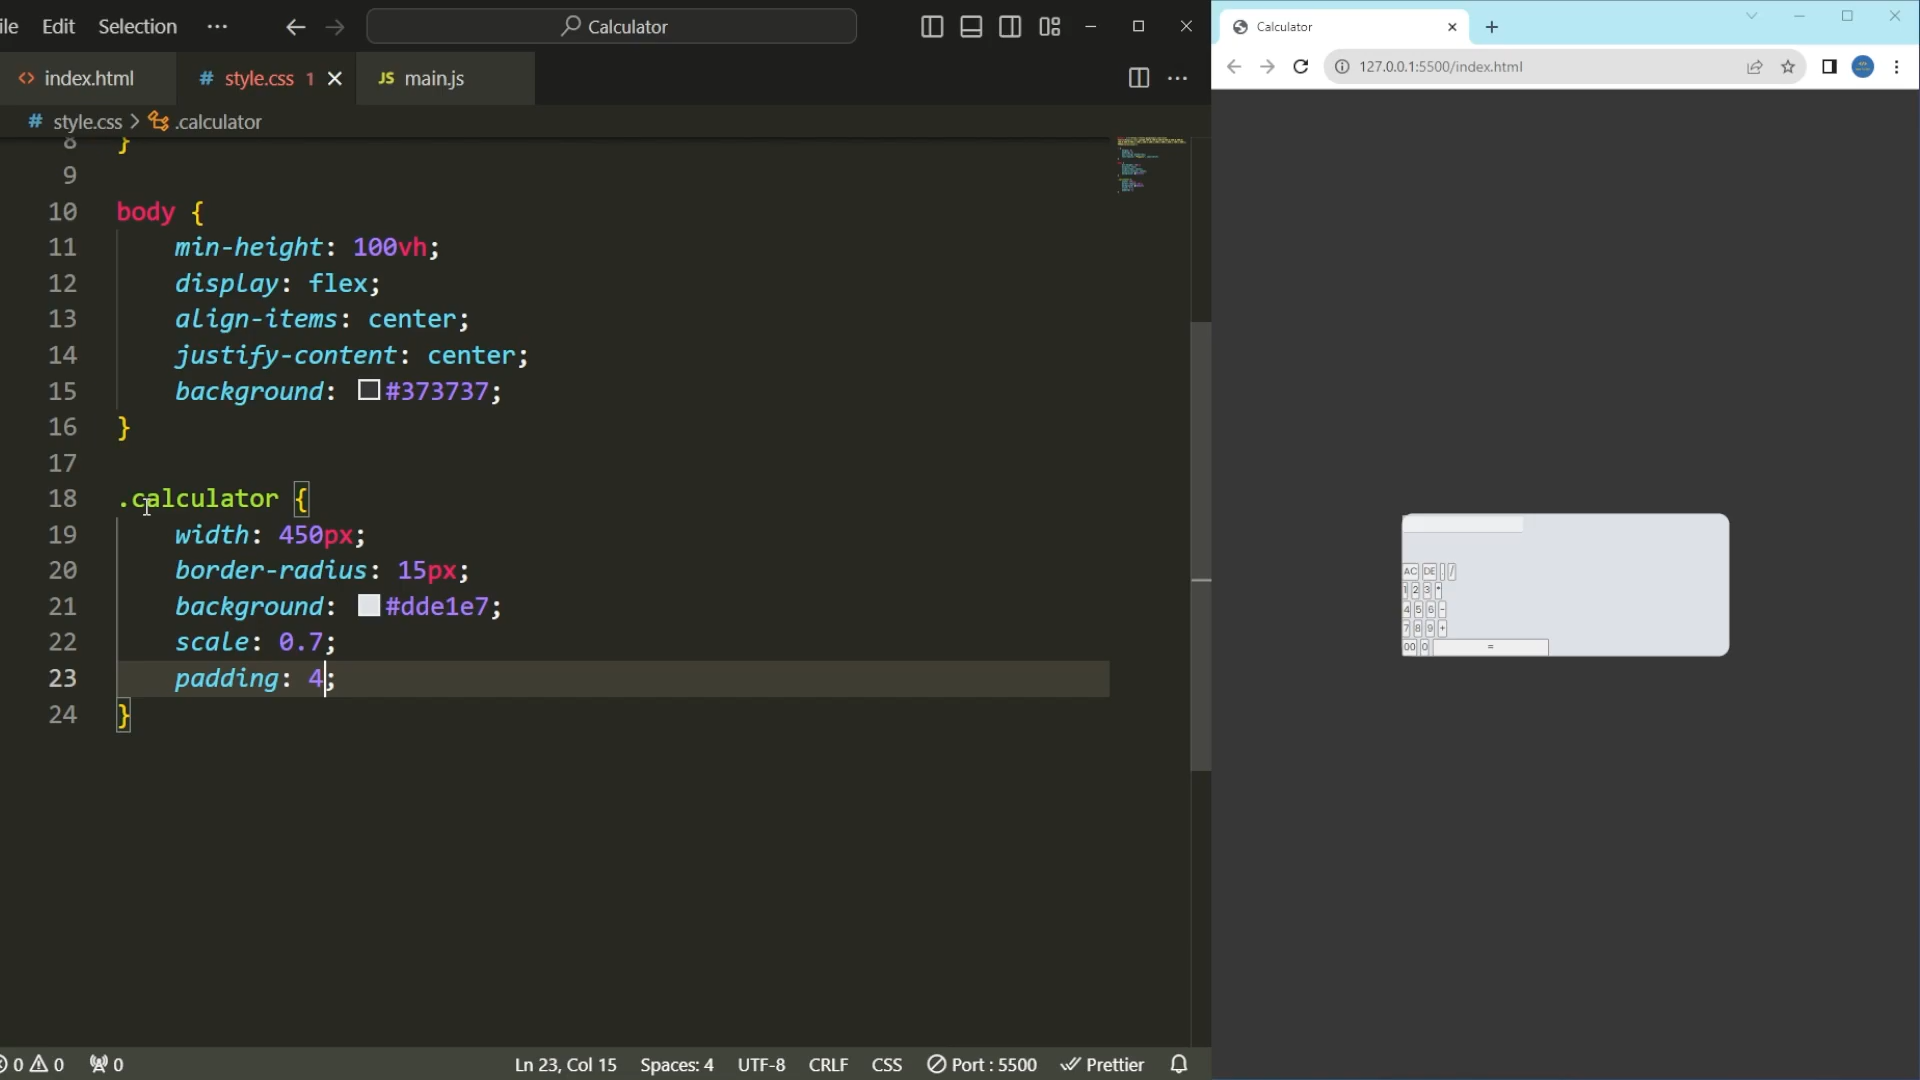 ile Edit Selection ··· Calculator
index.html style.css 1 JS main.js
# style.css > .calculator
8 }
9
10 body {
11 min-height: 100vh;
12 display: flex;
13 align-items: center;
14 justify-content: center;
15 background: #373737;
16 }
17
18 .calculator {
19 width: 450px;
20 border-radius: 15px;
21 background: #dde1e7;
22 scale: 0.7;
23 padding: 4;
24 }
0 0 0 Ln 23, Col 15 Spaces: 4 UTF-8 CRLF CSS Port : 5500 Prettier
Calculator
127.0.0.1:5500/index.html
AC DE . /
1 2 3 *
4 5 6 -
7 8 9 +
00 0 =